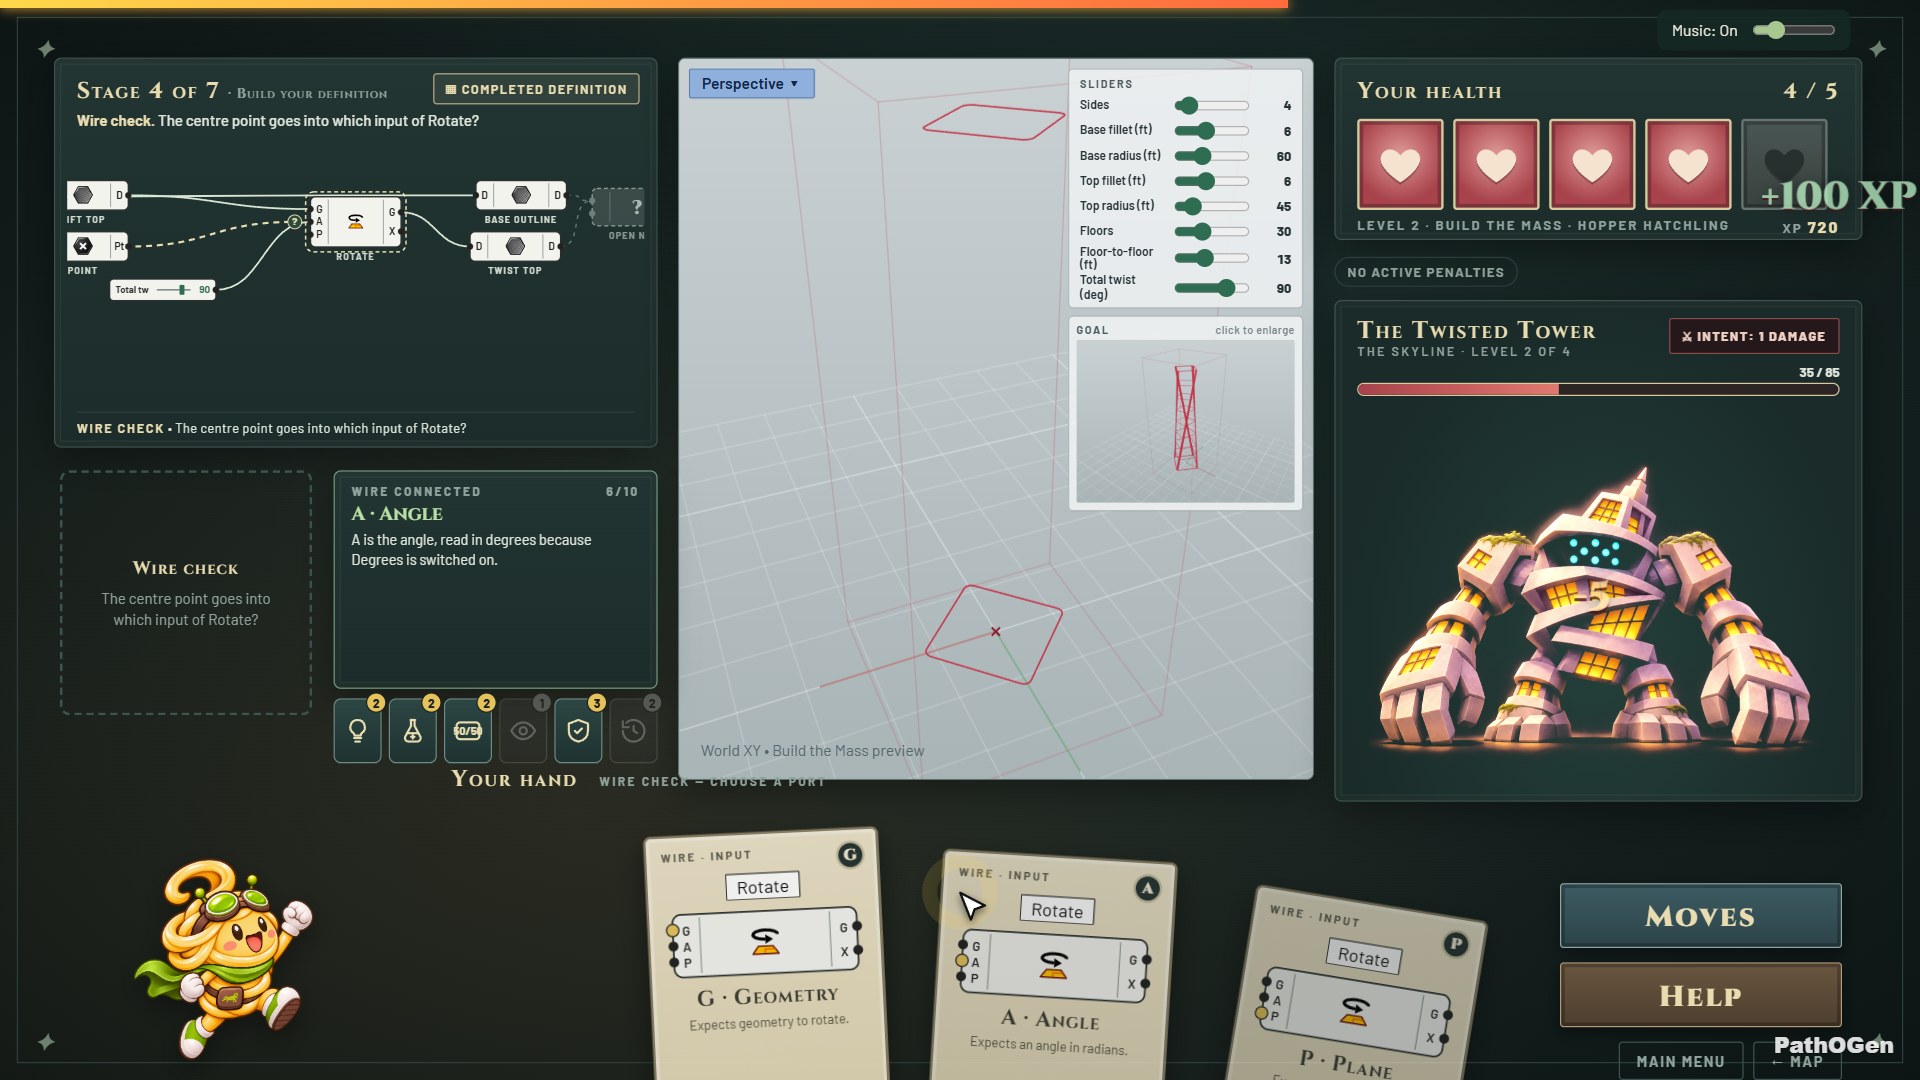 Music: On
STAGE 4 OF 7 · BUILD YOUR DEFINITION
COMPLETED DEFINITION
Wire check. The centre point goes into which input of Rotate?
D
IFT TOP
Pt
POINT
Total tw 90
?
G
A
P
G
X
ROTATE
D D
BASE OUTLINE
D D
TWIST TOP
?
OPEN N
WIRE CHECK • The centre point goes into which input of Rotate?
WIRE CHECK
The centre point goes into
which input of Rotate?
WIRE CONNECTED 6/10
A · ANGLE
A is the angle, read in degrees because
Degrees is switched on.
2
2
2
1
3
2
50/50
YOUR HAND WIRE CHECK — CHOOSE A PORT
Perspective ▼
SLIDERS
Sides 4
Base fillet (ft) 6
Base radius (ft) 60
Top fillet (ft) 6
Top radius (ft) 45
Floors 30
Floor-to-floor
(ft) 13
Total twist
(deg) 90
GOAL click to enlarge
World XY • Build the Mass preview
YOUR HEALTH 4 / 5
+100 XP
LEVEL 2 · BUILD THE MASS · HOPPER HATCHLING XP 720
NO ACTIVE PENALTIES
THE TWISTED TOWER
THE SKYLINE · LEVEL 2 OF 4
INTENT: 1 DAMAGE
35 / 85
-5
WIRE · INPUT G
Rotate
G
A
P
G
X
G · GEOMETRY
Expects geometry to rotate.
WIRE · INPUT A
Rotate
G
A
P
G
X
A · ANGLE
Expects an angle in radians.
WIRE · INPUT P
Rotate
G
A
P
G
X
P · PLANE
MOVES
HELP
MAIN MENU
← MAP
PathOGen